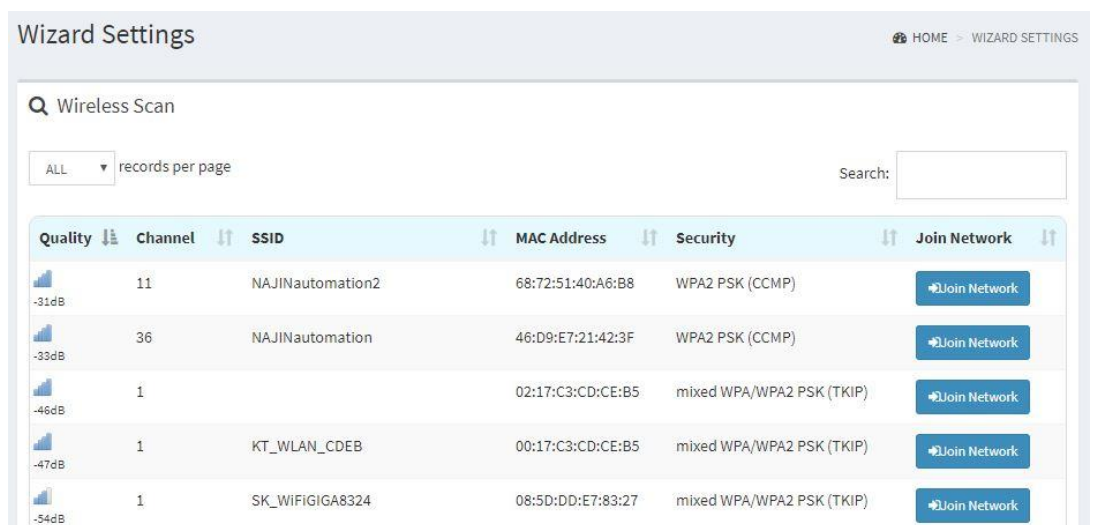 Wizard Settings
HOME > WIZARD SETTINGS
Wireless Scan
ALL records per page
Search:
Quality Channel SSID MAC Address Security Join Network
11 NAJINautomation2 68:72:51:40:A6:B8 WPA2 PSK (CCMP) Join Network
-31dB
36 NAJINautomation 46:D9:E7:21:42:3F WPA2 PSK (CCMP) Join Network
-33dB
1 02:17:C3:CD:CE:B5 mixed WPA/WPA2 PSK (TKIP) Join Network
-46dB
1 KT_WLAN_CDEB 00:17:C3:CD:CE:B5 mixed WPA/WPA2 PSK (TKIP) Join Network
-47dB
1 SK_WiFiGIGA8324 08:5D:DD:E7:83:27 mixed WPA/WPA2 PSK (TKIP) Join Network
-54dB